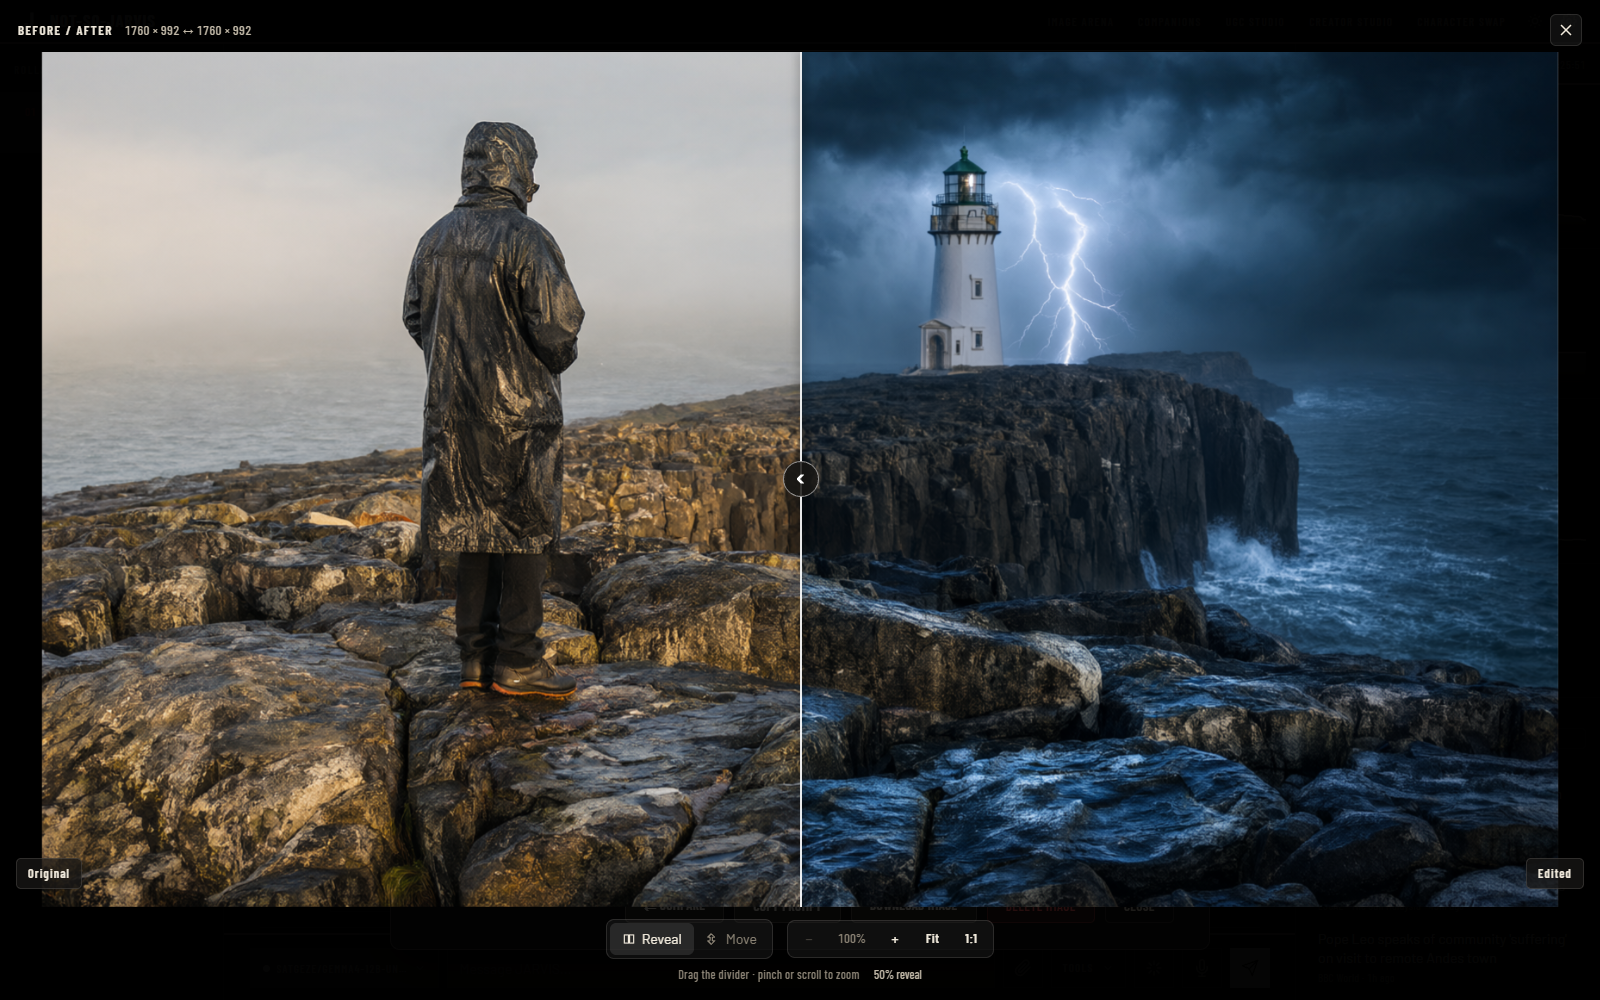 BEFORE / AFTER 1760 × 992 ↔ 1760 × 992
Original
Edited
Reveal Move − 100% + Fit 1:1
Drag the divider · pinch or scroll to zoom 50% reveal